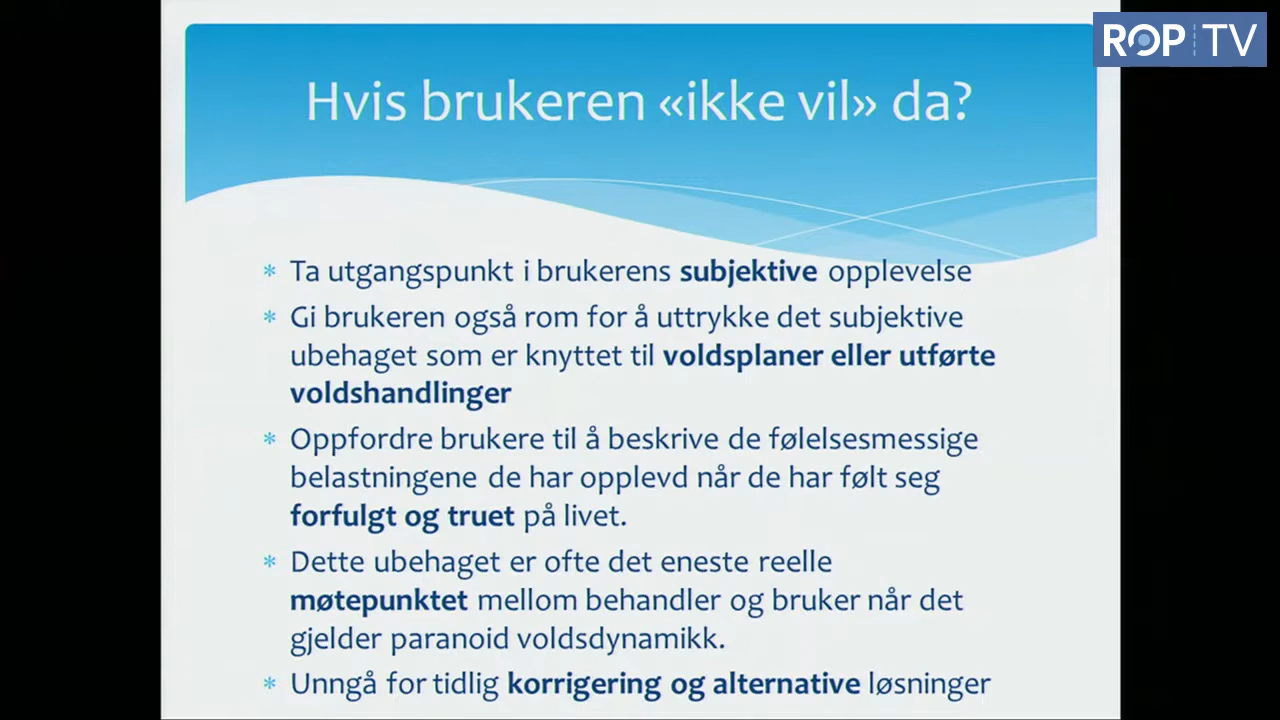 ROP TV
Hvis brukeren «ikke vil» da?
* Ta utgangspunkt i brukerens subjektive opplevelse
* Gi brukeren også rom for å uttrykke det subjektive
ubehaget som er knyttet til voldsplaner eller utførte
voldshandlinger
* Oppfordre brukere til å beskrive de følelsesmessige
belastningene de har opplevd når de har følt seg
forfulgt og truet på livet.
* Dette ubehaget er ofte det eneste reelle
møtepunktet mellom behandler og bruker når det
gjelder paranoid voldsdynamikk.
* Unngå for tidlig korrigering og alternative løsninger